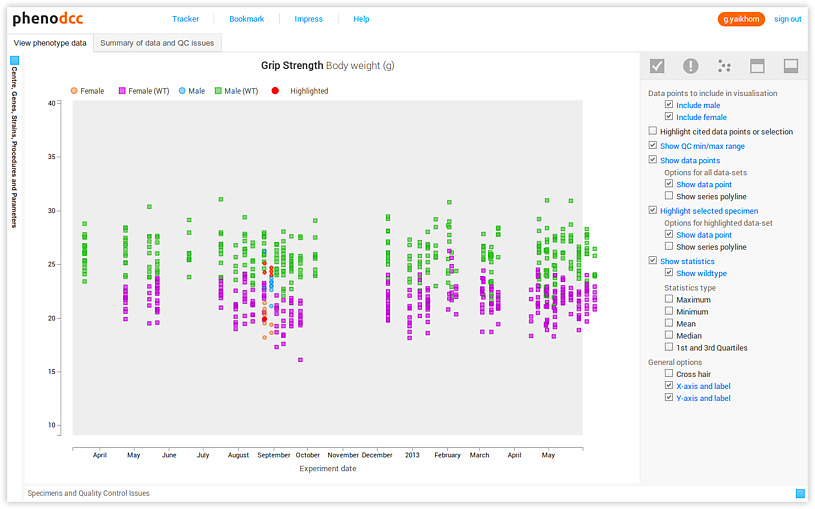 phenodcc
Tracker Bookmark Impress Help
g.yaikhom sign out
View phenotype data Summary of data and QC issues
Centre, Genes, Strains, Procedures and Parameters
Grip Strength Body weight (g)
Female Female (WT) Male Male (WT) Highlighted
40
35
30
25
20
15
10
April May June July August September October November December 2013 February March April May
Experiment date
Data points to include in visualisation
Include male
Include female
Highlight cited data points or selection
Show QC min/max range
Show data points
Options for all data-sets
Show data point
Show series polyline
Highlight selected specimen
Options for highlighted data-set
Show data point
Show series polyline
Show statistics
Show wildtype
Statistics type
Maximum
Minimum
Mean
Median
1st and 3rd Quartiles
General options
Cross hair
X-axis and label
Y-axis and label
Specimens and Quality Control Issues